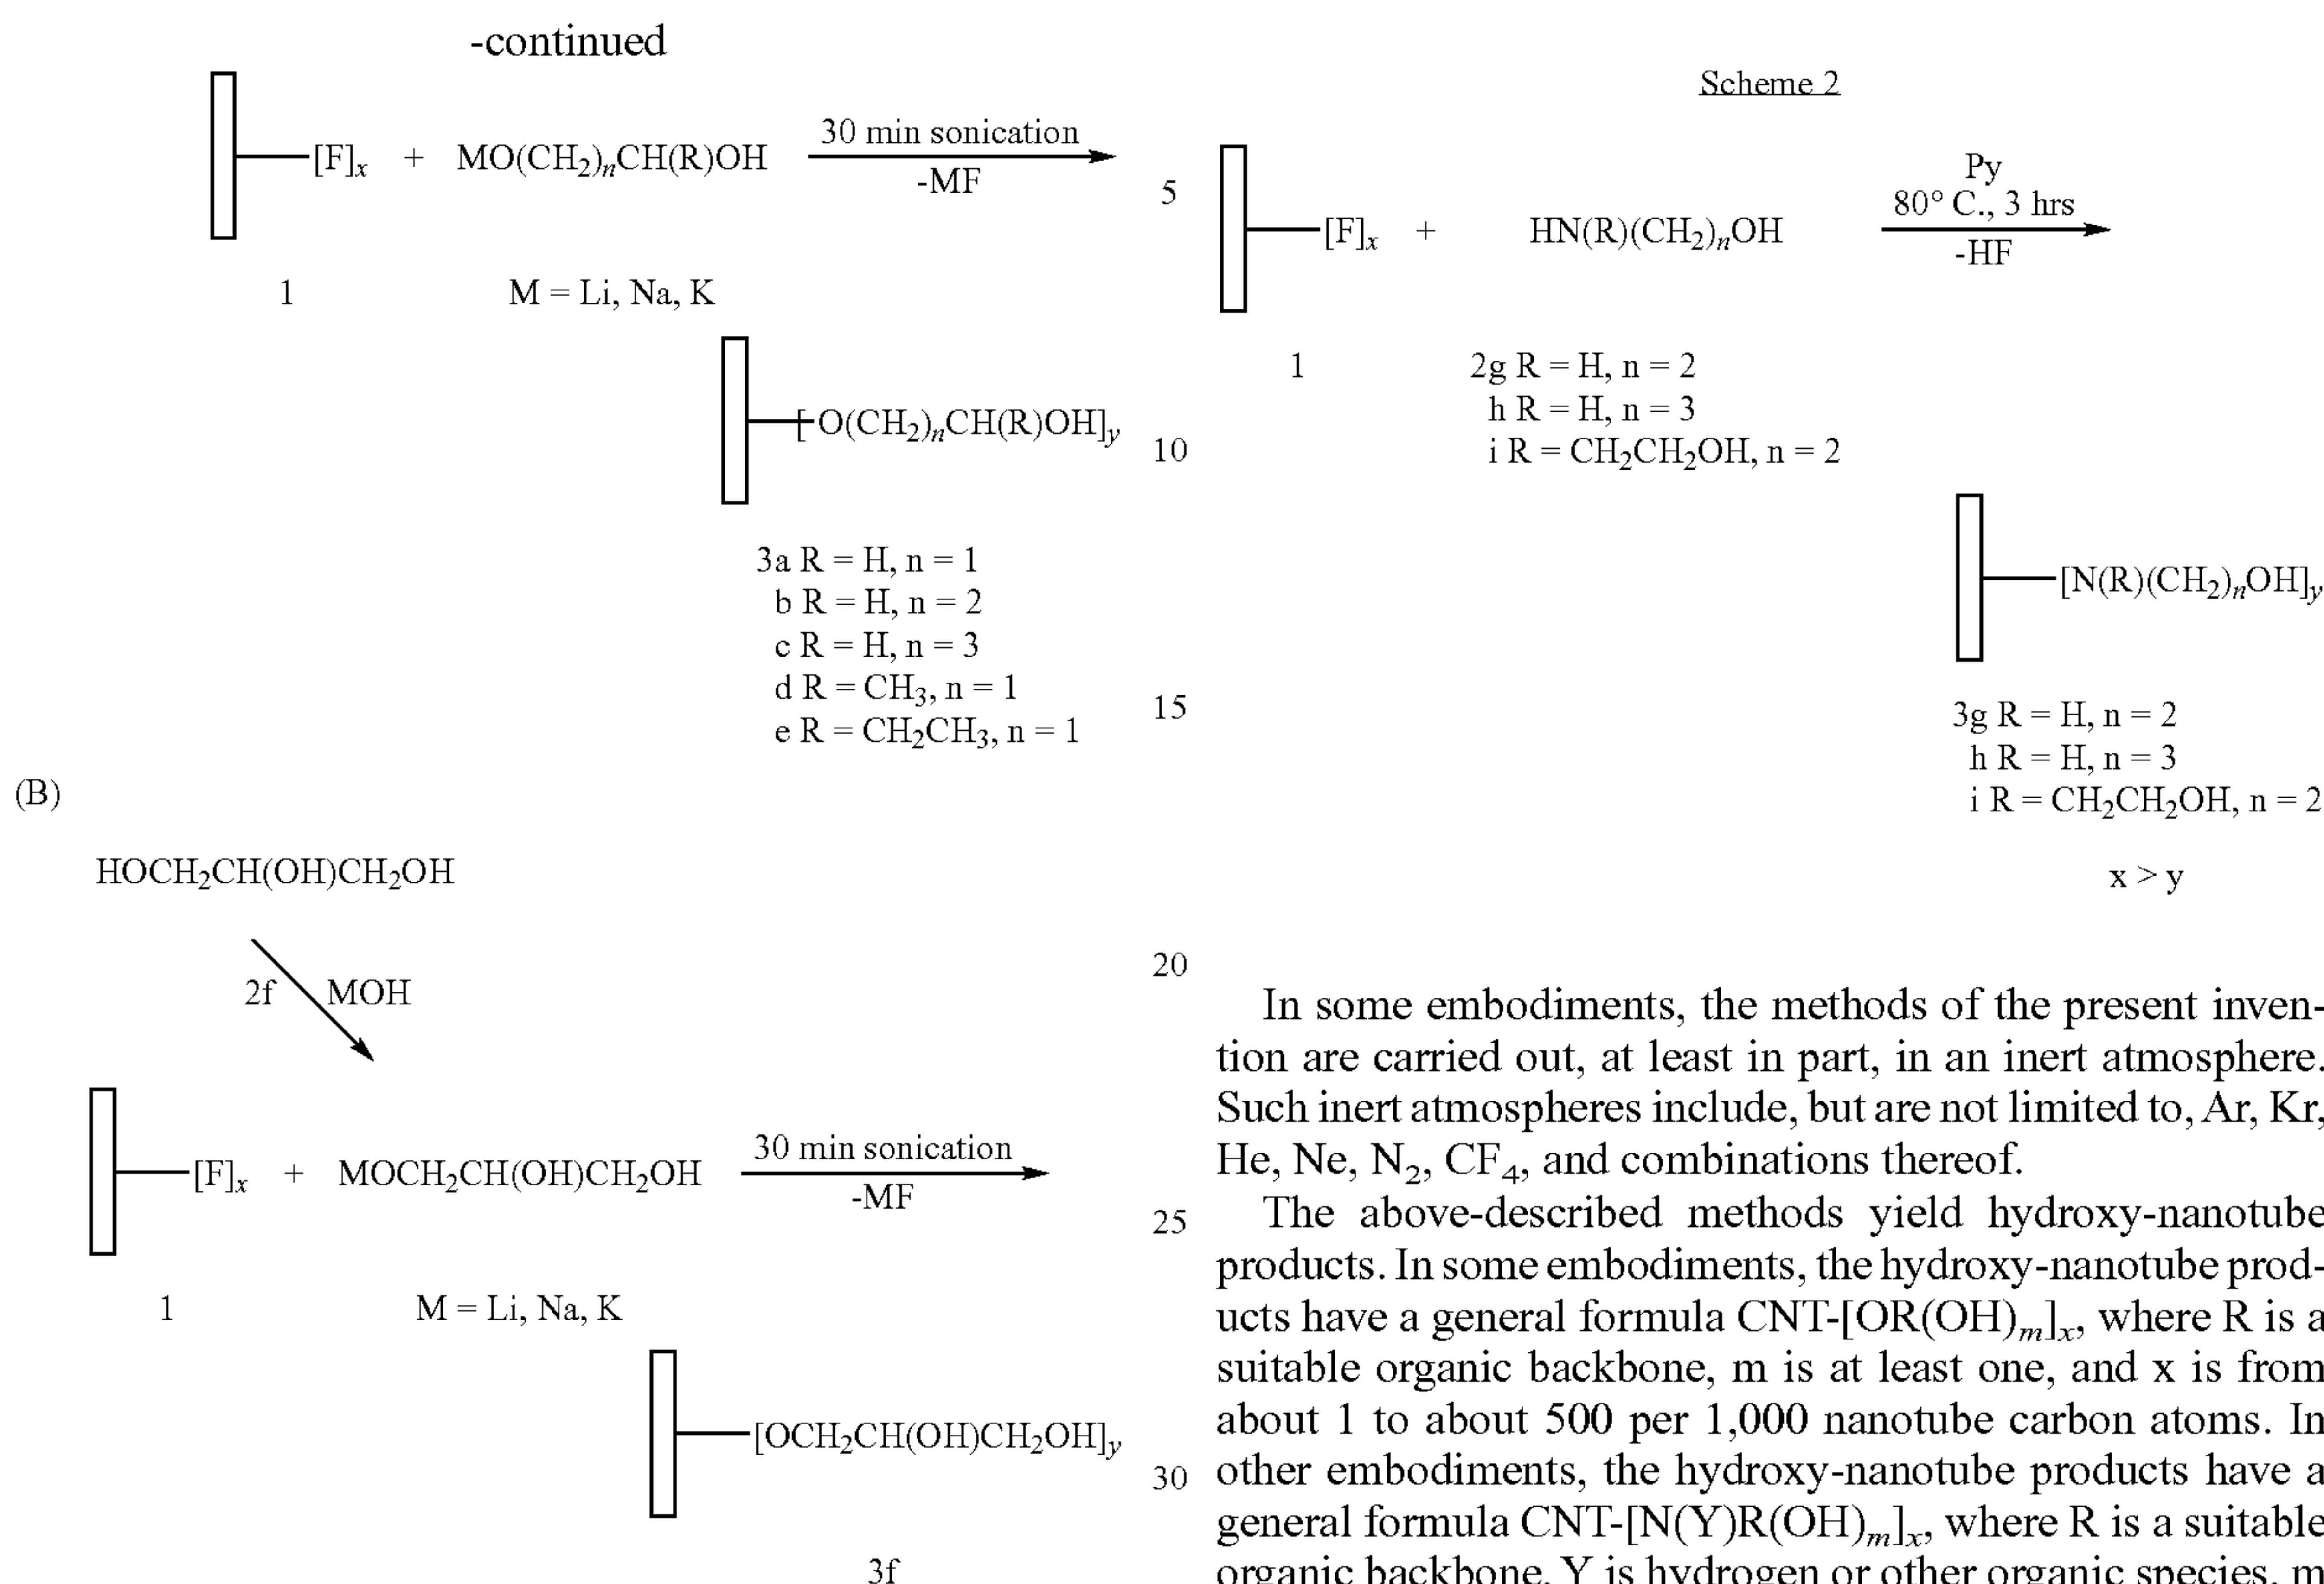 -continued
[F]x + MO(CH2)nCH(R)OH 30 min sonication -MF
1 M = Li, Na, K
[O(CH2)nCH(R)OH]y
3a R = H, n = 1
b R = H, n = 2
c R = H, n = 3
d R = CH3, n = 1
e R = CH2CH3, n = 1
(B)
HOCH2CH(OH)CH2OH
2f MOH
[F]x + MOCH2CH(OH)CH2OH 30 min sonication -MF
1 M = Li, Na, K
[OCH2CH(OH)CH2OH]y
3f
5
10
15
20
25
30
Scheme 2
[F]x + HN(R)(CH2)nOH Py 80° C., 3 hrs -HF
1
2g R = H, n = 2
h R = H, n = 3
i R = CH2CH2OH, n = 2
[N(R)(CH2)nOH]y
3g R = H, n = 2
h R = H, n = 3
i R = CH2CH2OH, n = 2
x > y
In some embodiments, the methods of the present inven-
tion are carried out, at least in part, in an inert atmosphere.
Such inert atmospheres include, but are not limited to, Ar, Kr,
He, Ne, N2, CF4, and combinations thereof.
The above-described methods yield hydroxy-nanotube
products. In some embodiments, the hydroxy-nanotube prod-
ucts have a general formula CNT-[OR(OH)m]x, where R is a
suitable organic backbone, m is at least one, and x is from
about 1 to about 500 per 1,000 nanotube carbon atoms. In
other embodiments, the hydroxy-nanotube products have a
general formula CNT-[N(Y)R(OH)m]x, where R is a suitable
organic backbone, Y is hydrogen or other organic species, m